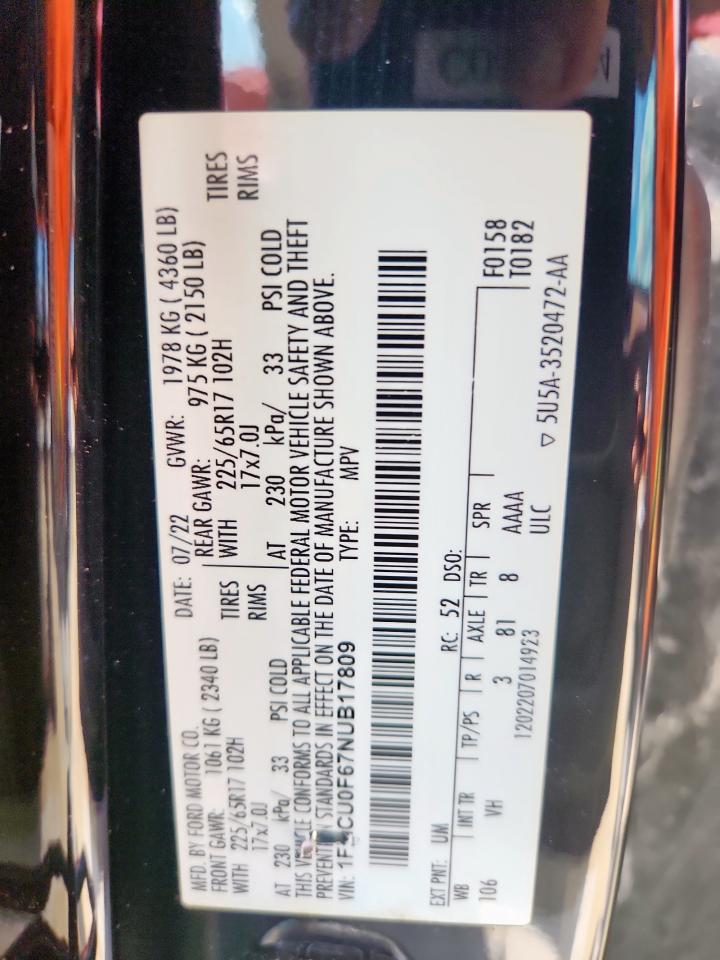 MFD. BY FORD MOTOR CO.
DATE: 07/22 GVWR: 1978 KG ( 4360 LB)
FRONT GAWR: 1061 KG ( 2340 LB)
REAR GAWR: 975 KG ( 2150 LB)
WITH 225/65R17 102H TIRES
WITH 225/65R17 102H TIRES
17x7.0J RIMS
17x7.0J RIMS
AT 230 kPa/ 33 PSI COLD
AT 230 kPa/ 33 PSI COLD
THIS CONFORMS TO ALL APPLICABLE FEDERAL MOTOR VEHICLE SAFETY AND THEFT
STANDARDS IN EFFECT ON THE DATE OF MANUFACTURE SHOWN ABOVE.
VIN: CU0F67NUB17809 TYPE: MPV
EXT PNT: UM RC: 52 DSO:
WB INT TR TP/PS R AXLE TR SPR F0158
106 VH 3 81 8 AAAA T0182
1202207014923 ULC
▽ 5U5A-3520472-AA